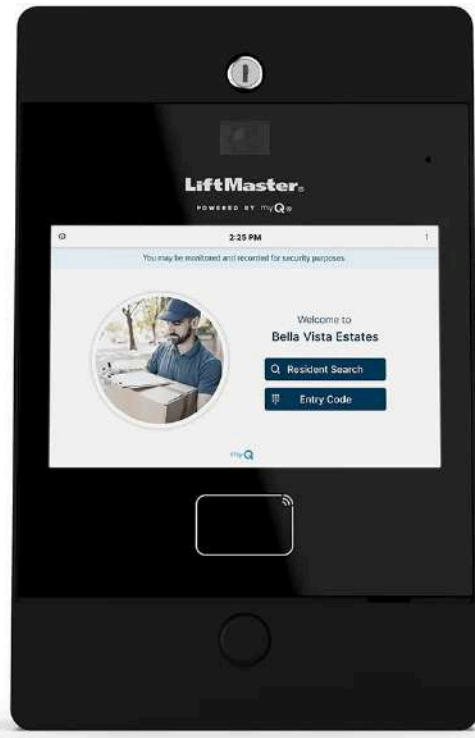 LiftMaster®
POWERED BY myQ®
2:25 PM
You may be monitored and recorded for security purposes
Welcome to
Bella Vista Estates
Resident Search
Entry Code
myQ